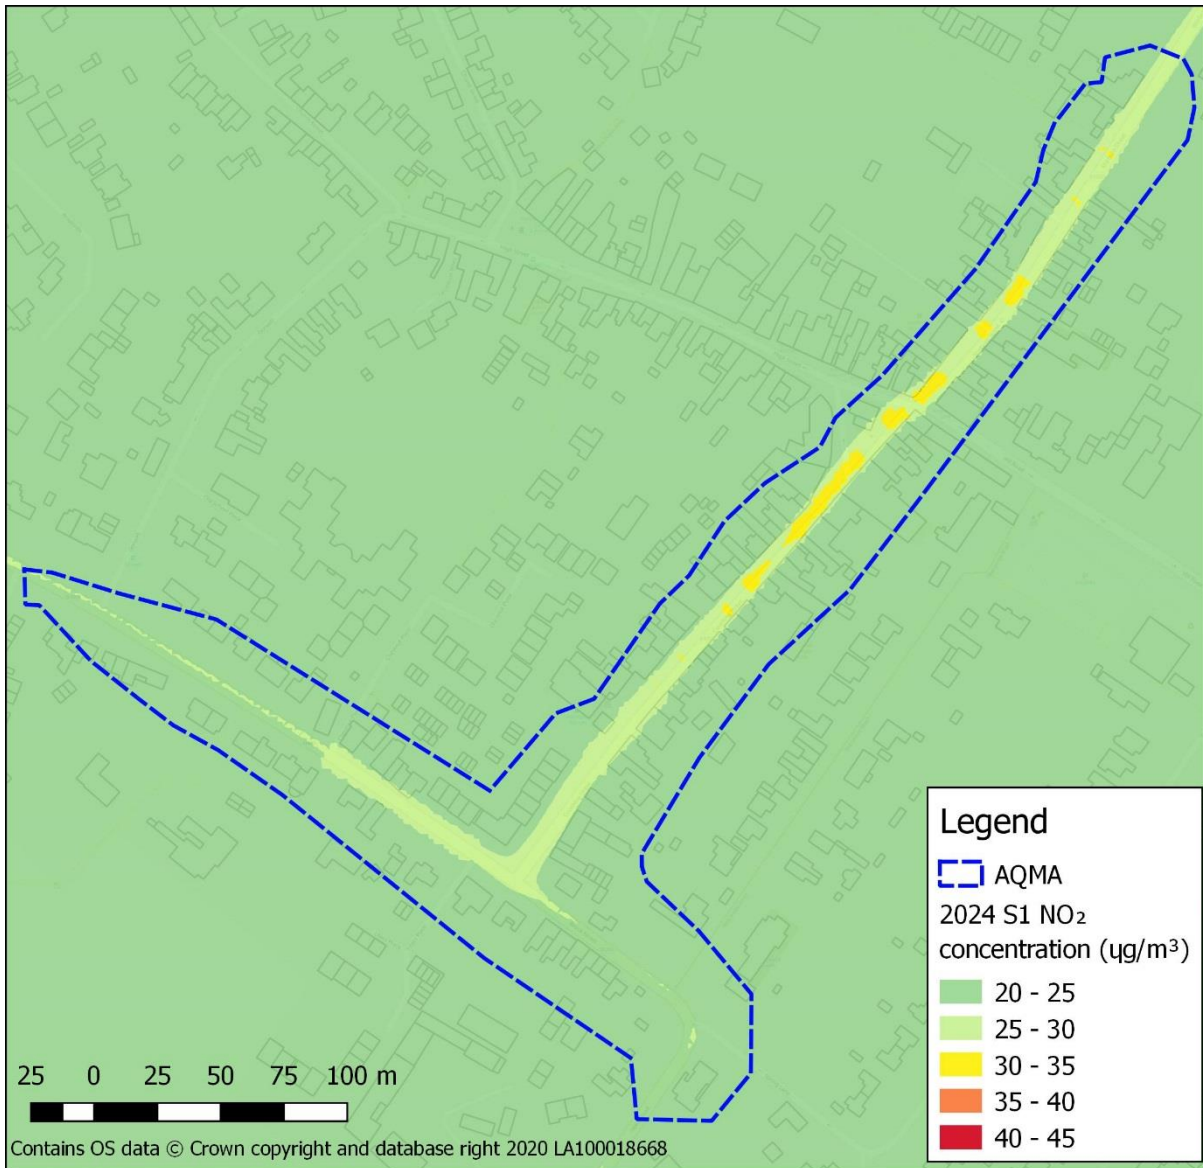 Legend
AQMA
2024 S1 NO₂
concentration (ųg/m³)
20 - 25
25 - 30
30 - 35
35 - 40
40 - 45
25 0 25 50 75 100 m
Contains OS data © Crown copyright and database right 2020 LA100018668